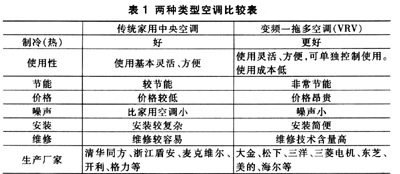 表1 两种类型空调比较表
传统家用中央空调 变频一拖多空调(VRV)
制冷(热) 好 更好
使用性 使用基本灵活、方便 使用灵活、方便,可单独控制使用。
使用成本低
节能 较节能 非常节能
价格 价格较低 价格昂贵
噪声 比家用空调小 噪声小
安装 安装较复杂 安装简便
维修 维修较容易 维修技术含量高
生产厂家 清华同方、浙江盾安、麦克维尔、 大金、松下、三洋、三菱电机、东芝、
开利、格力等 美的、海尔等